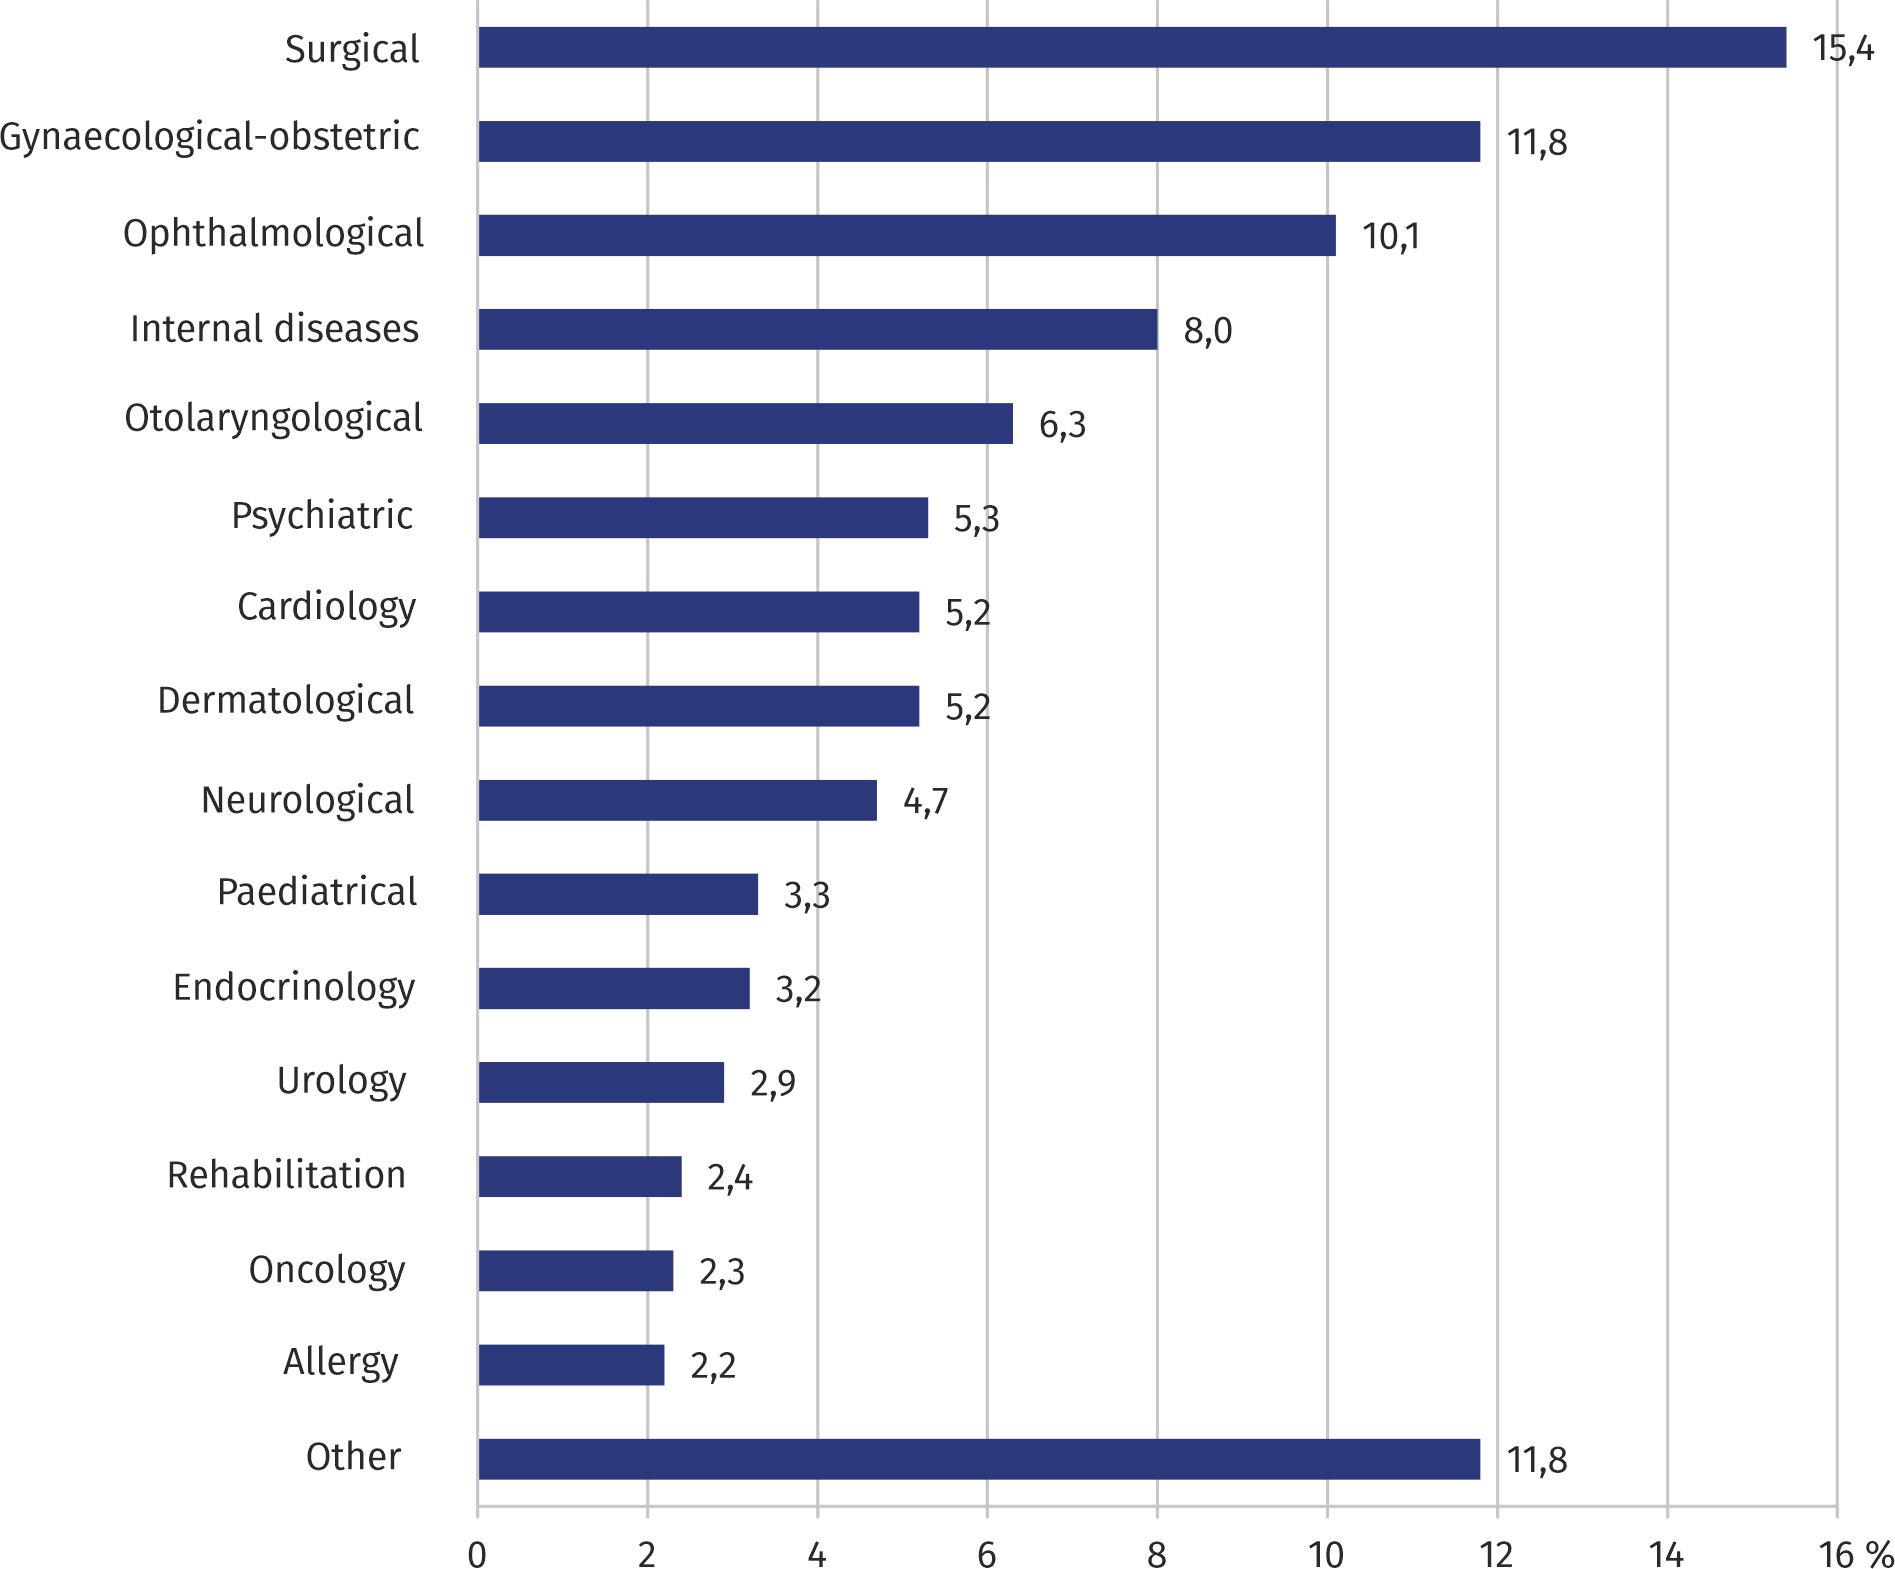 Surgical 15,4
Gynaecological-obstetric 11,8
Ophthalmological 10,1
Internal diseases 8,0
Otolaryngological 6,3
Psychiatric 5,3
Cardiology 5,2
Dermatological 5,2
Neurological 4,7
Paediatrical 3,3
Endocrinology 3,2
Urology 2,9
Rehabilitation 2,4
Oncology 2,3
Allergy 2,2
Other 11,8
0 2 4 6 8 10 12 14 16 %